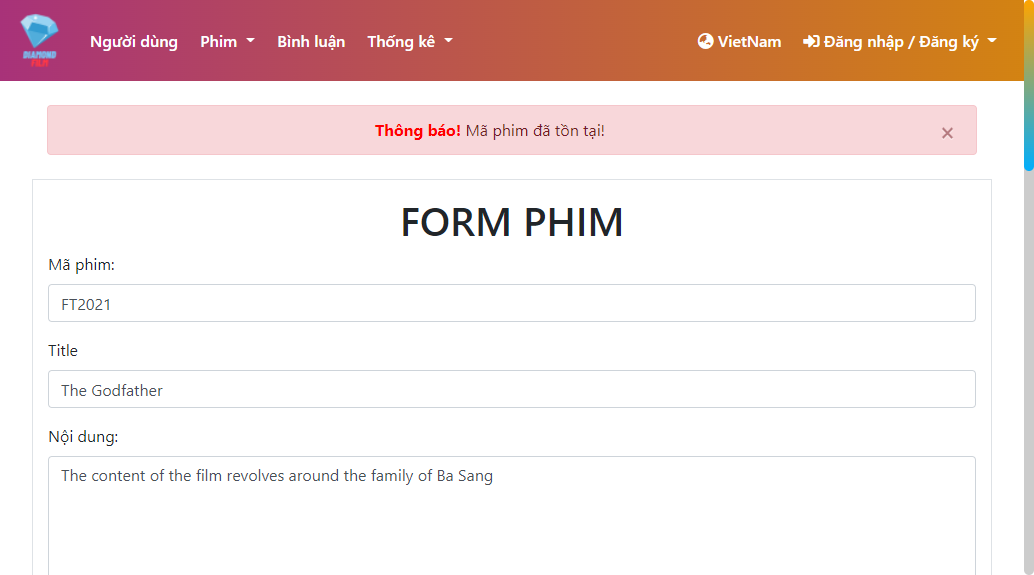 DIAMOND
FILM
Người dùng Phim Bình luận Thống kê VietNam Đăng nhập / Đăng ký
Thông báo! Mã phim đã tồn tại! ×
FORM PHIM
Mã phim:
FT2021
Title
The Godfather
Nội dung:
The content of the film revolves around the family of Ba Sang